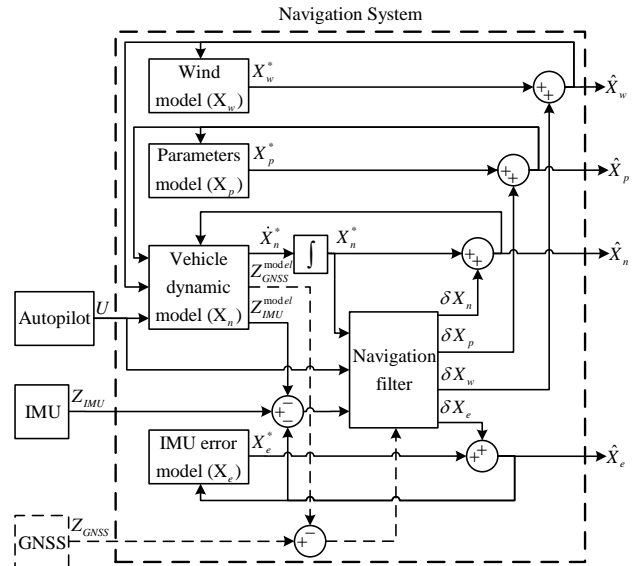 Navigation System
Wind
model (X_w)
X_w^*
+
+
X̂_w
Parameters
model (X_p)
X_p^*
+
+
X̂_p
Ẋ_n^*
∫
X_n^*
+
+
X̂_n
Vehicle
dynamic
model (X_n)
Z_GNSS^model
Z_IMU^model
Autopilot
U
Navigation
filter
δX_n
δX_p
δX_w
δX_e
IMU
Z_IMU
+
−
−
IMU error
model (X_e)
X_e^*
+
+
X̂_e
GNSS
Z_GNSS
+
−